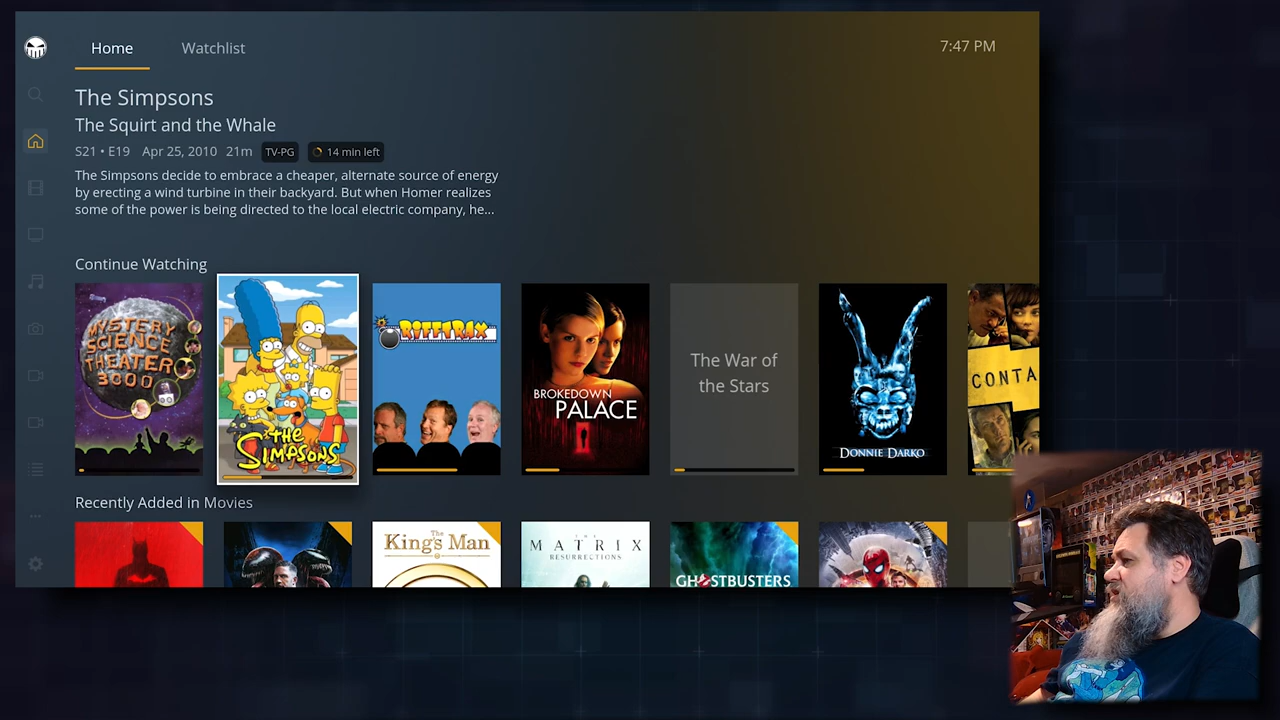 Home
Watchlist
7:47 PM
The Simpsons
The Squirt and the Whale
S21 • E19 Apr 25, 2010 21m TV-PG 14 min left
The Simpsons decide to embrace a cheaper, alternate source of energy
by erecting a wind turbine in their backyard. But when Homer realizes
some of the power is being directed to the local electric company, he...
Continue Watching
MYSTERY
SCIENCE
THEATER
3000
THE
SIMPSONS
RIFFTRAX
BROKEDOWN
PALACE
The War of
the Stars
DONNIE DARKO
CONTA
Recently Added in Movies
The
King's Man
THE
MATRIX
RESURRECTIONS
GHOSTBUSTERS